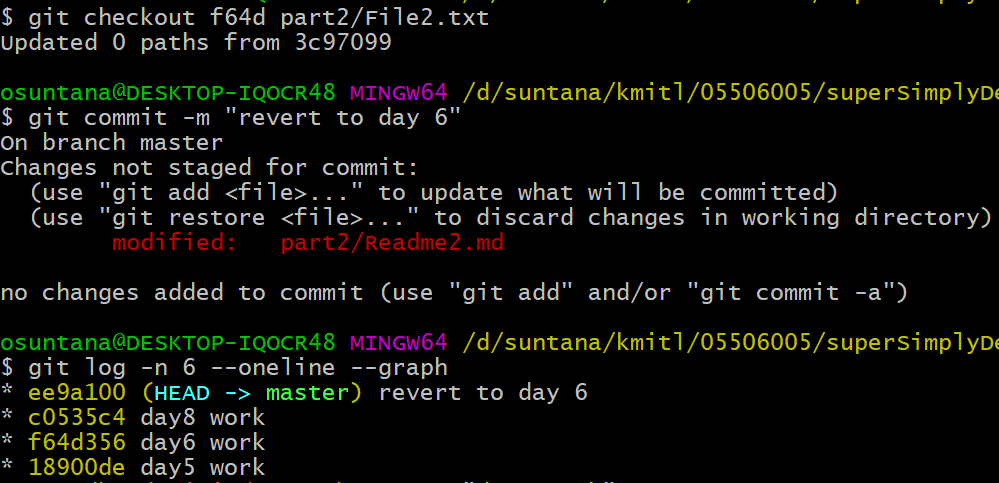 $ git checkout f64d part2/File2.txt
Updated 0 paths from 3c97099
osuntana@DESKTOP-IQOCR48 MINGW64 /d/suntana/kmitl/05506005/superSimplyDe
$ git commit -m "revert to day 6"
On branch master
Changes not staged for commit:
  (use "git add <file>..." to update what will be committed)
  (use "git restore <file>..." to discard changes in working directory)
        modified:   part2/Readme2.md
no changes added to commit (use "git add" and/or "git commit -a")
osuntana@DESKTOP-IQOCR48 MINGW64 /d/suntana/kmitl/05506005/superSimplyDe
$ git log -n 6 --oneline --graph
* ee9a100 (HEAD -> master) revert to day 6
* c0535c4 day8 work
* f64d356 day6 work
* 18900de day5 work